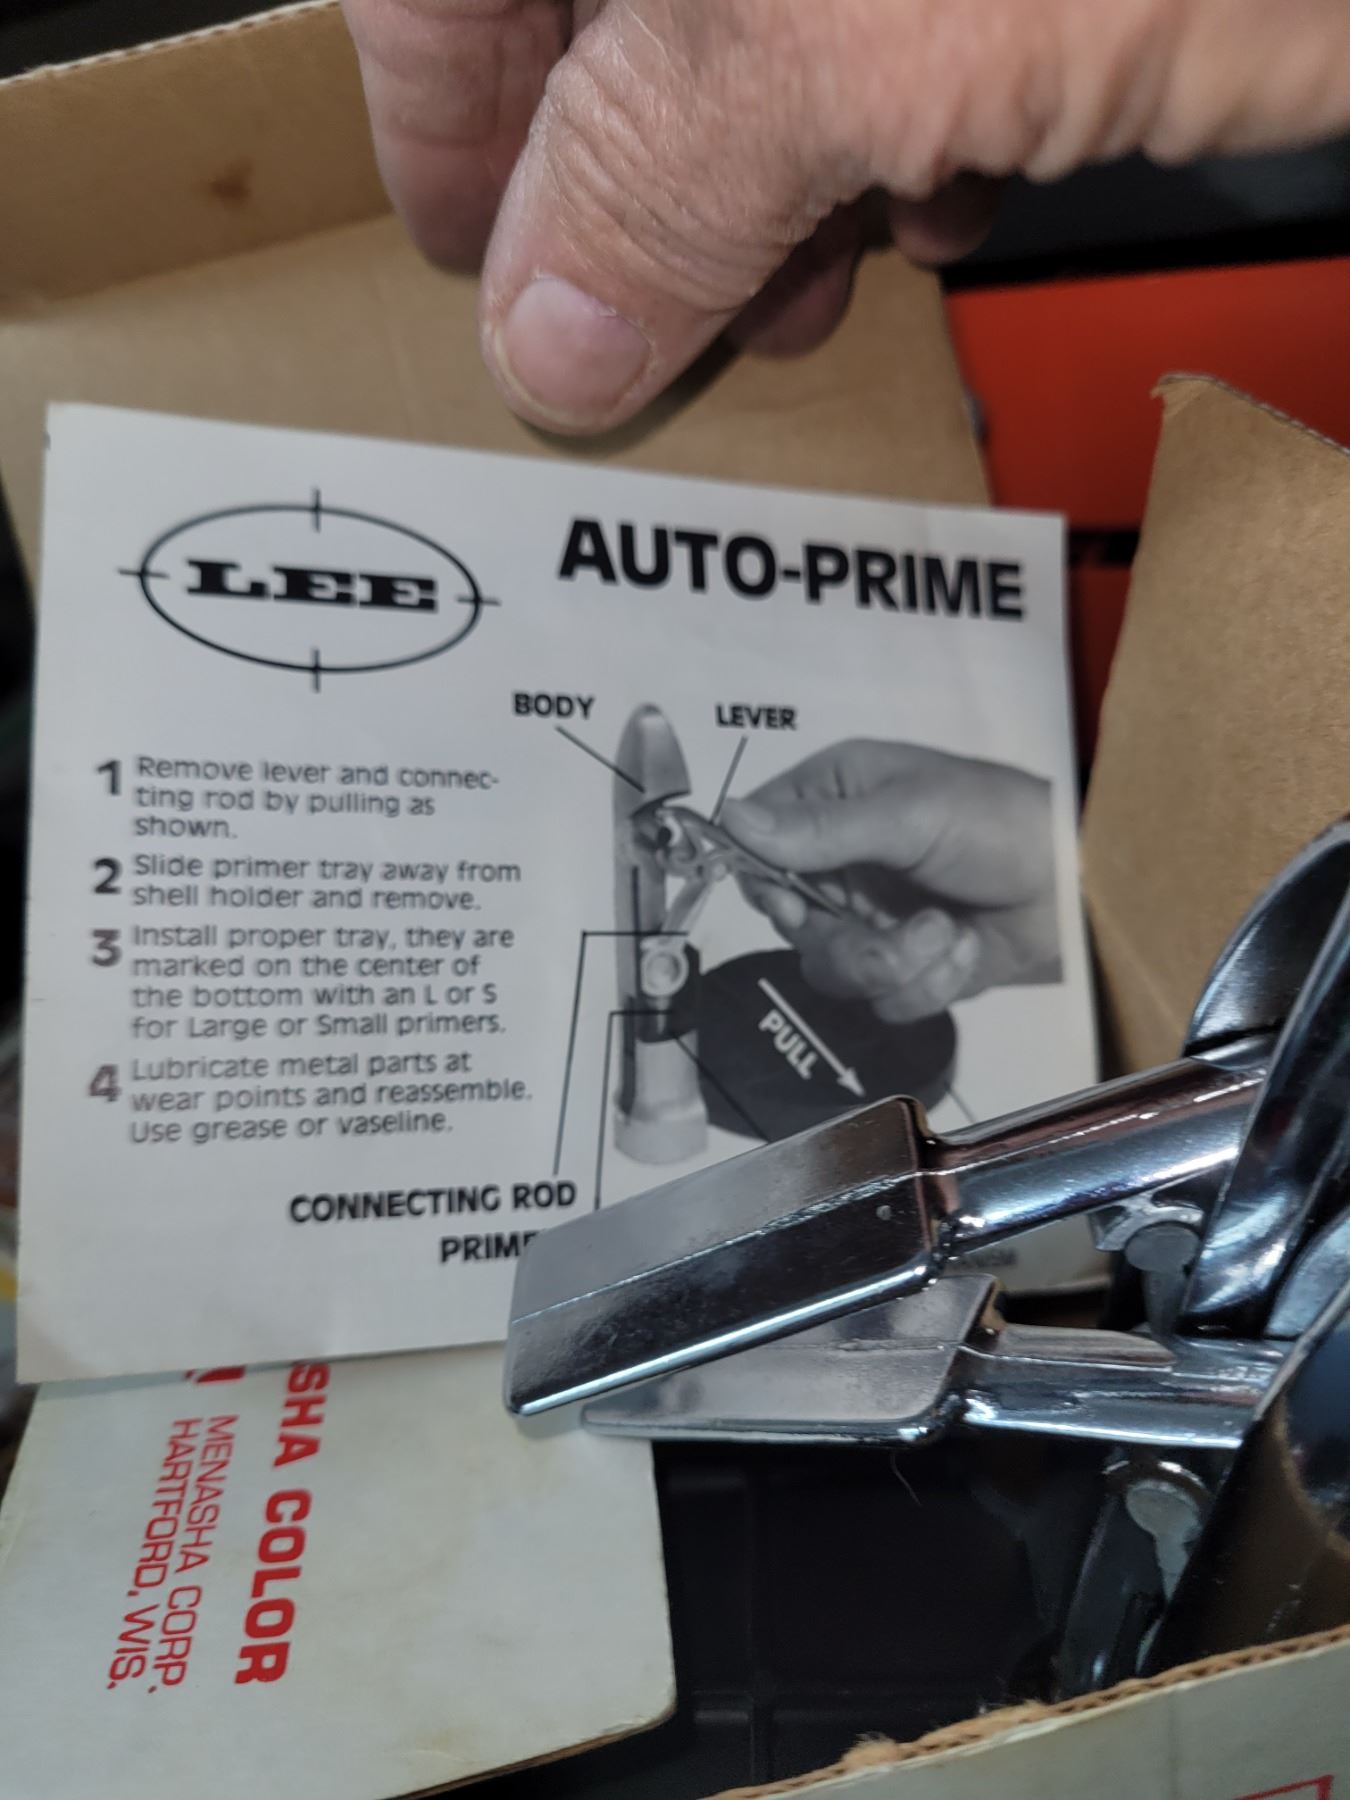 LEE
AUTO-PRIME
BODY
LEVER
1 Remove lever and connec-
ting rod by pulling as
shown.
2 Slide primer tray away from
shell holder and remove.
3 Install proper tray, they are
marked on the center of
the bottom with an L or S
for Large or Small primers.
4 Lubricate metal parts at
wear points and reassemble.
Use grease or vaseline.
PULL
CONNECTING ROD
SHA COLOR
MENASHA CORP.
HARTFORD, WIS.